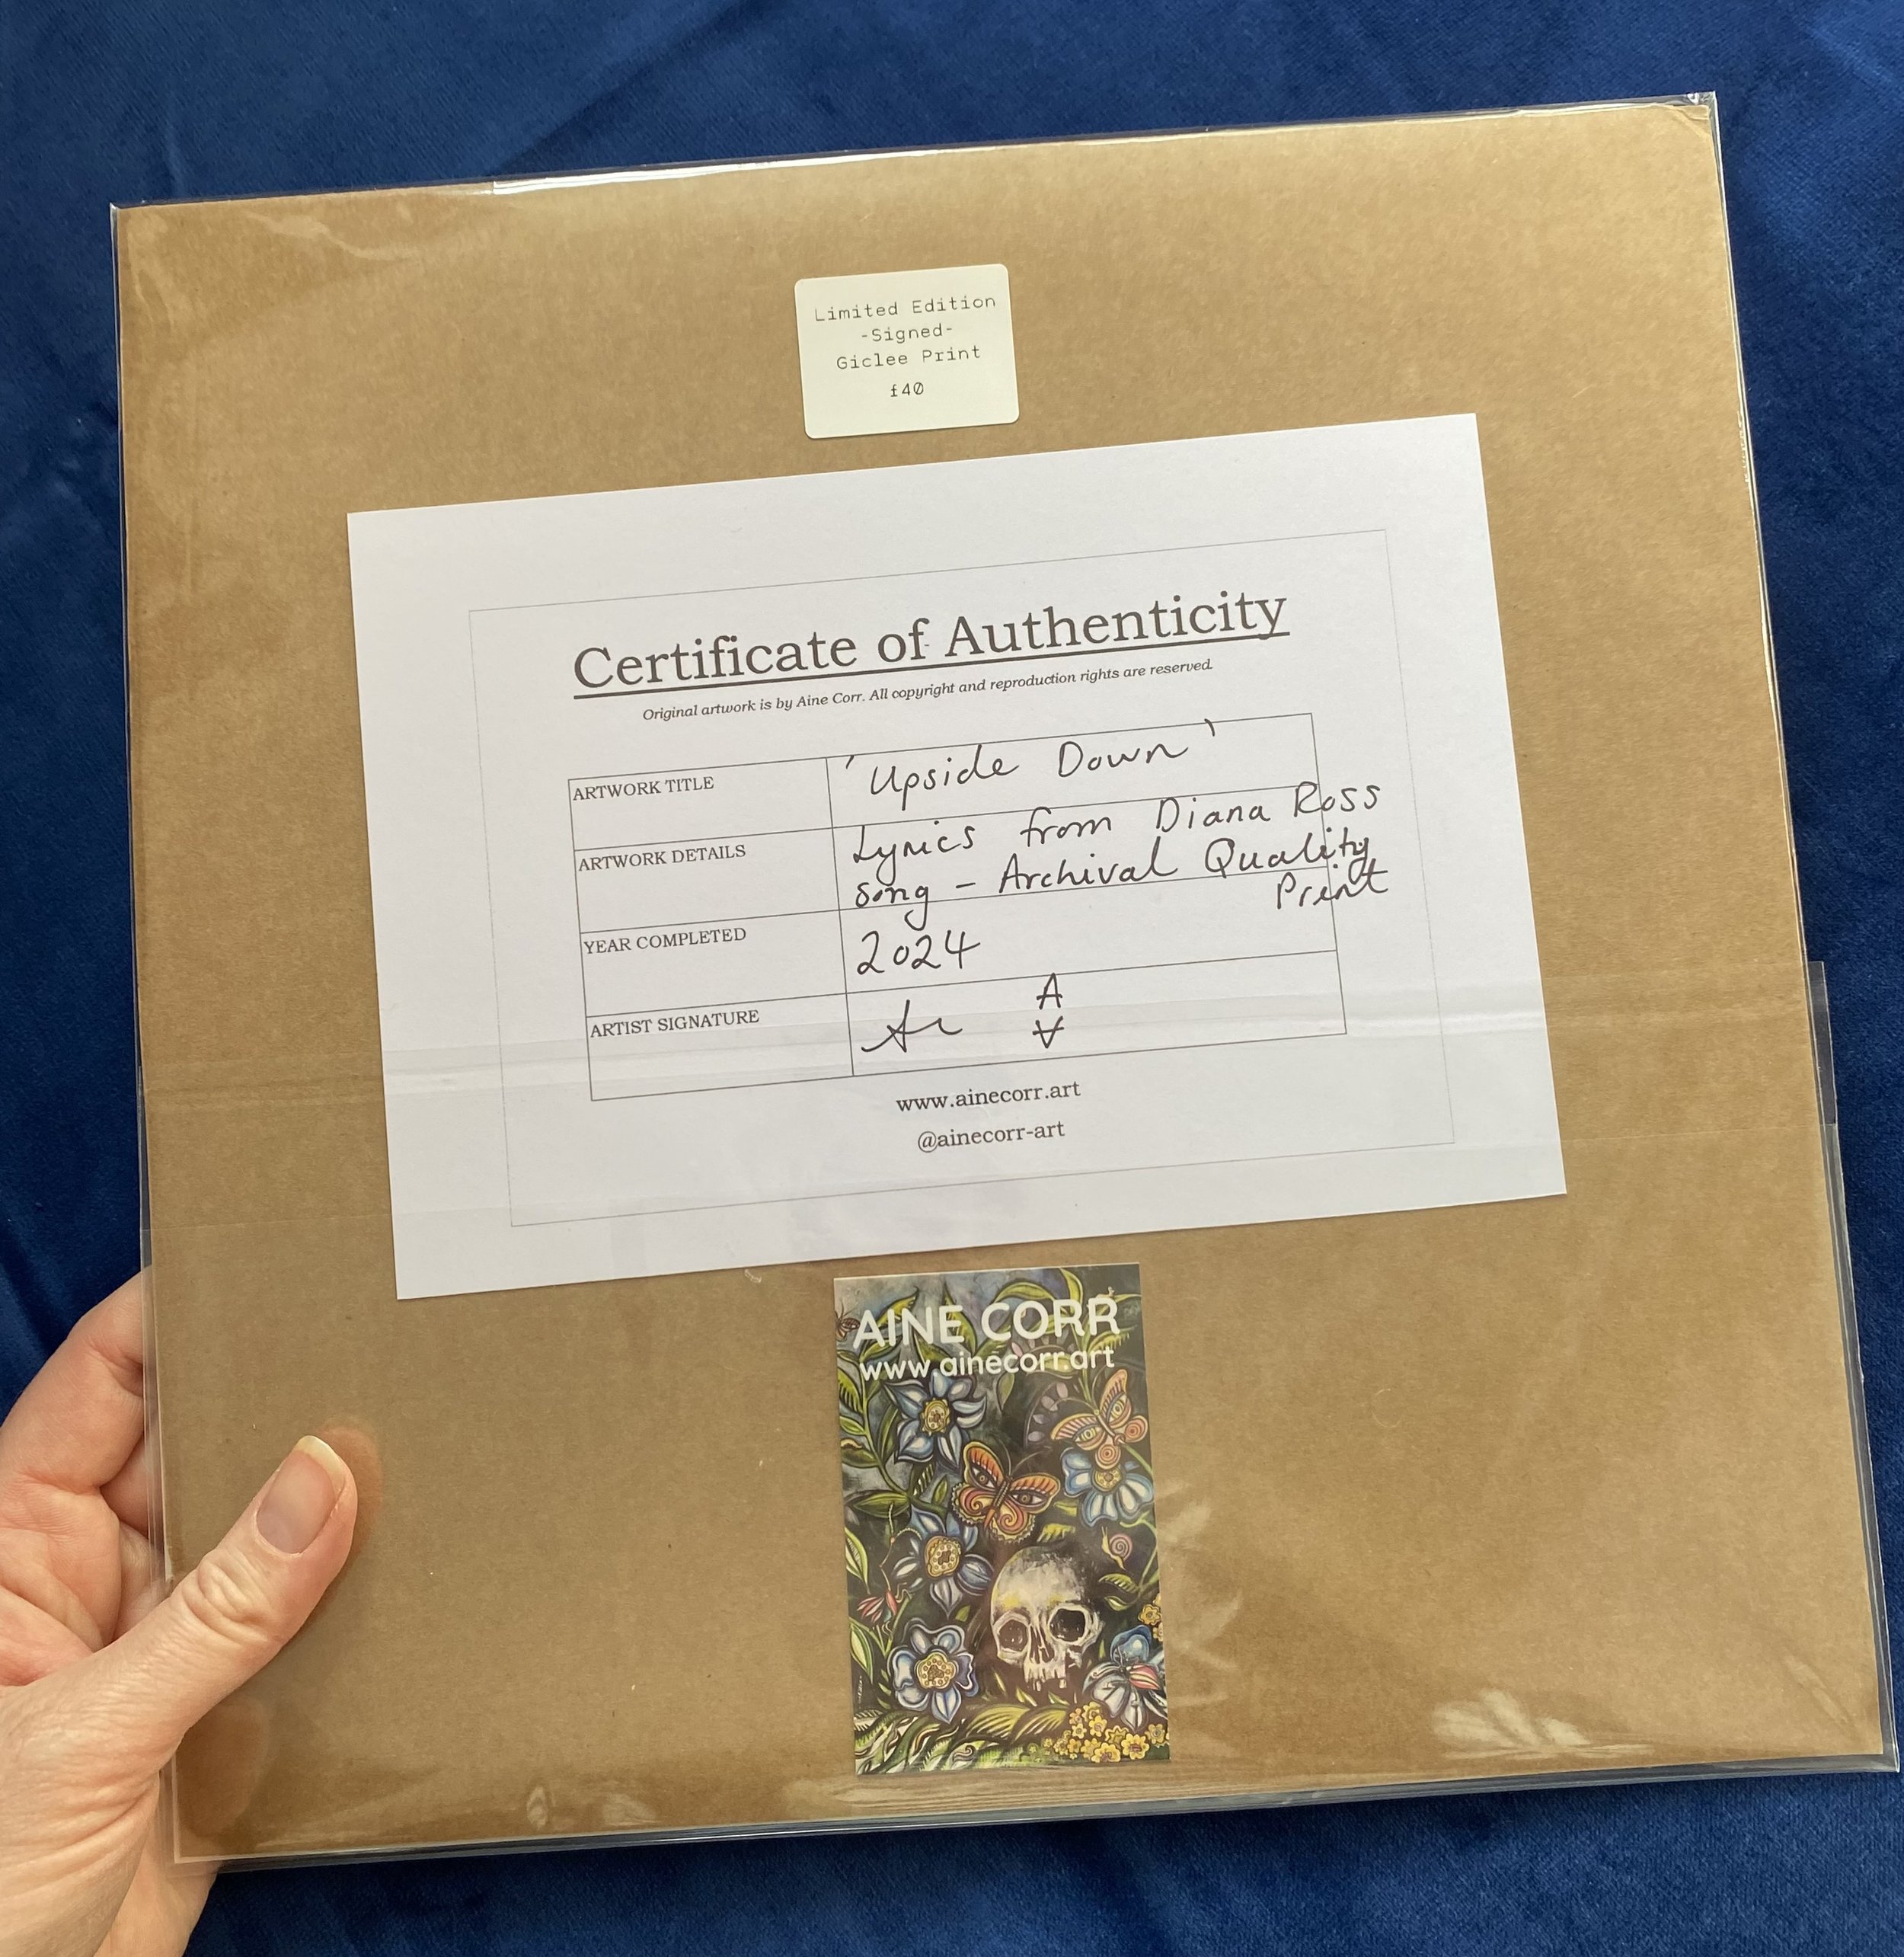 Limited Edition
-Signed-
Giclee Print
£40
Certificate of Authenticity
Original artwork is by Aine Corr. All copyright and reproduction rights are reserved.
ARTWORK TITLE
'Upside Down'
ARTWORK DETAILS
Lyrics from Diana Ross
song - Archival Quality
Print
YEAR COMPLETED
2024
ARTIST SIGNATURE
www.ainecorr.art
@ainecorr-art
AINE CORR
www.ainecorr.art